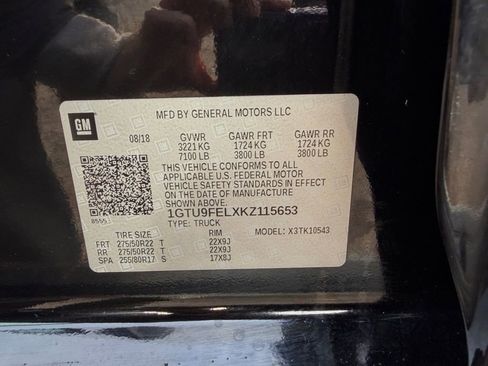 MFD BY GENERAL MOTORS LLC
GM
08/18 GVWR GAWR FRT GAWR RR
3221 KG 1724 KG 1724 KG
7100 LB 3800 LB 3800 LB
THIS VEHICLE CONFORMS TO ALL
APPLICABLE U.S. FEDERAL MOTOR
VEHICLE SAFETY STANDARDS IN EFFECT
ON THE DATE OF MANUFACTURE
SHOWN ABOVE
1GTU9FELXKZ115653
TYPE: TRUCK MODEL: X3TK10543
TIRE SIZE RIM
FRT 275/50R22 T 22X9J
RR 275/50R22 T 22X9J
SPA 255/80R17 S 17X8J